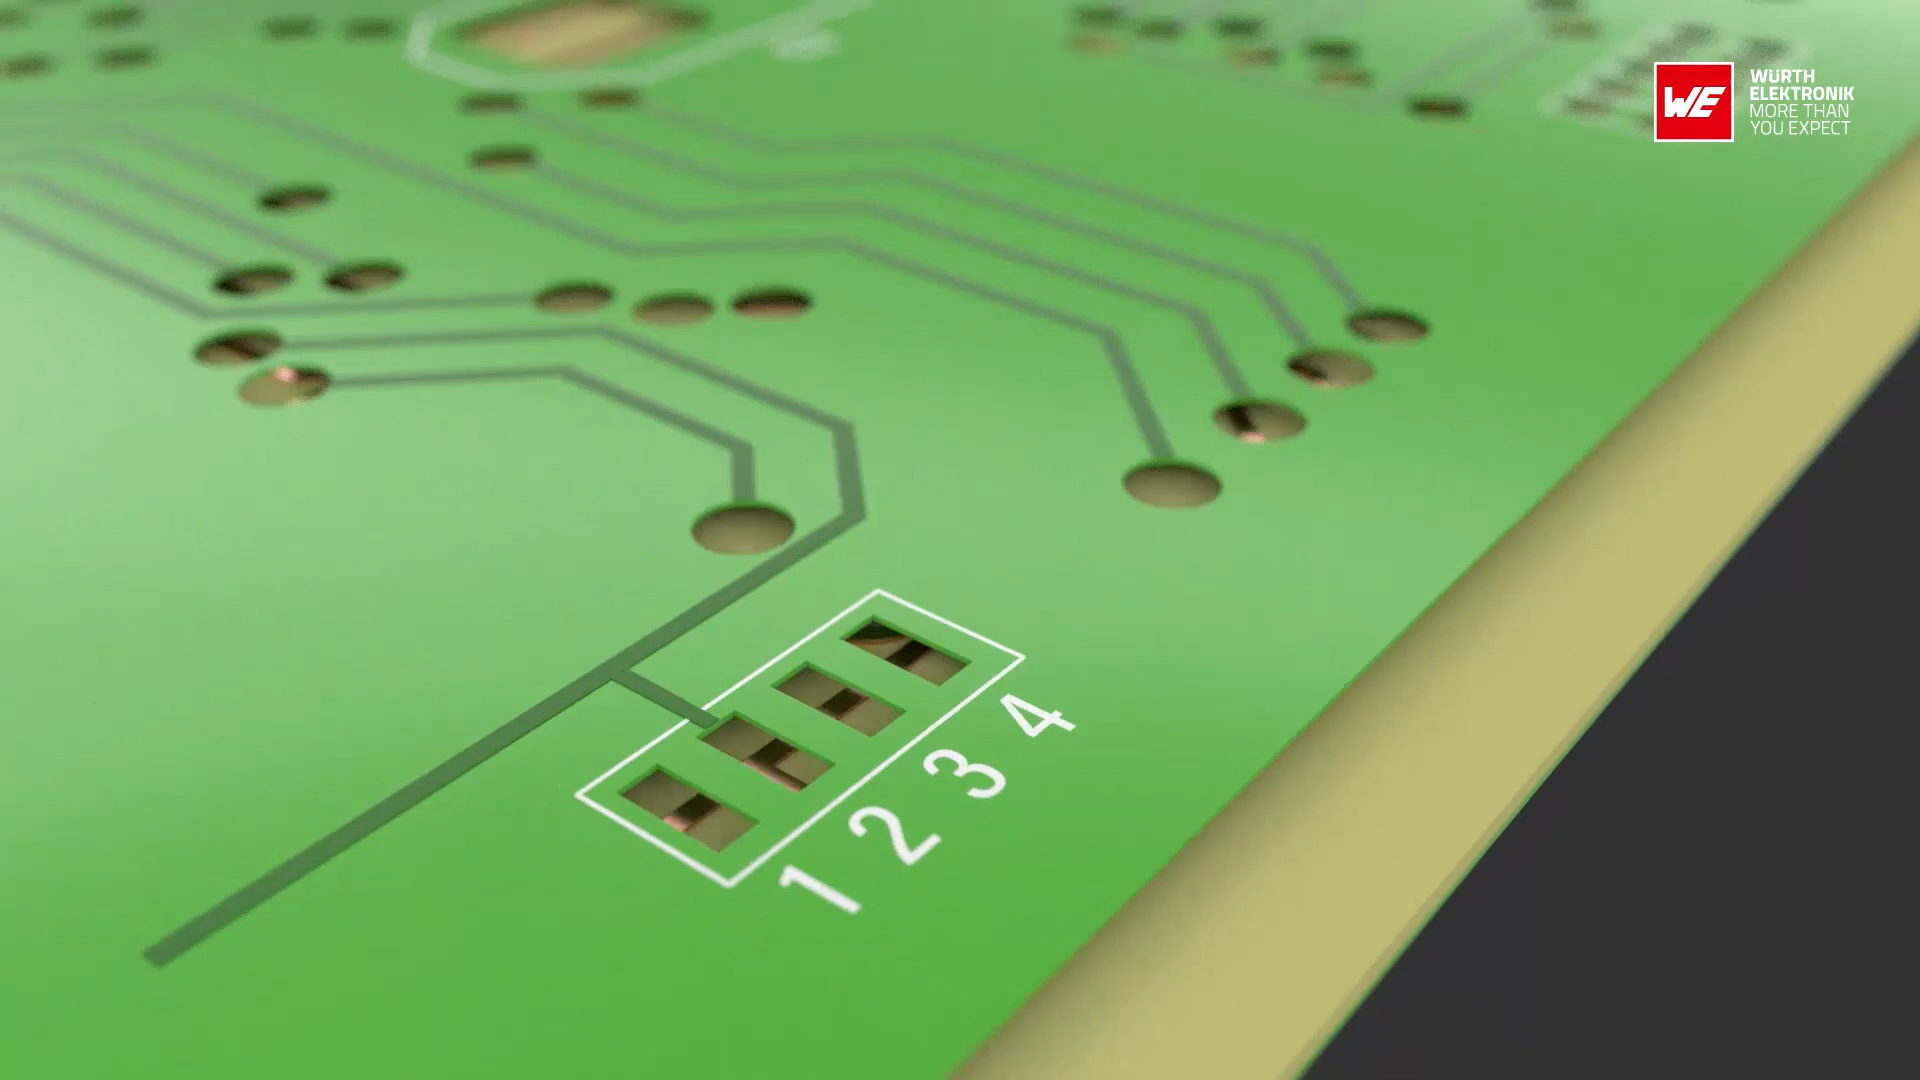 WE
WÜRTH
ELEKTRONIK
MORE THAN
YOU EXPECT
1 2 3 4